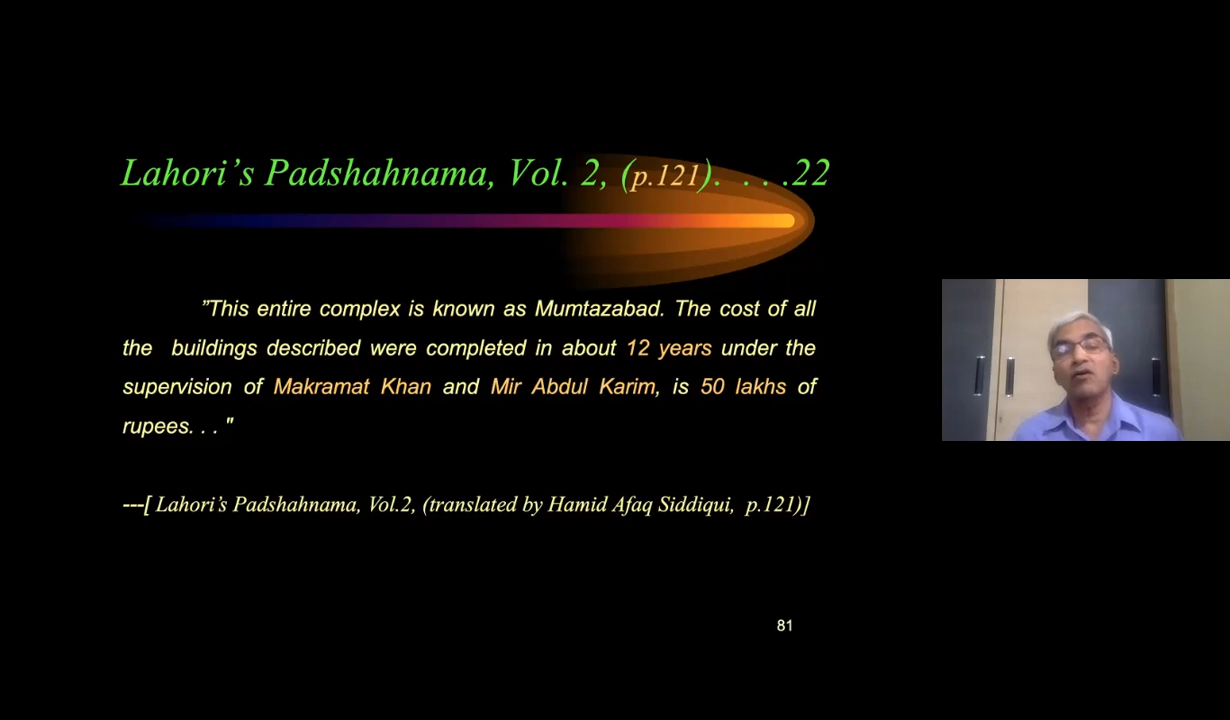 Lahori's Padshahnama, Vol. 2, (p.121). . . .22
"This entire complex is known as Mumtazabad. The cost of all
the buildings described were completed in about 12 years under the
supervision of Makramat Khan and Mir Abdul Karim, is 50 lakhs of
rupees. . . "
---[ Lahori's Padshahnama, Vol.2, (translated by Hamid Afaq Siddiqui, p.121)]
81